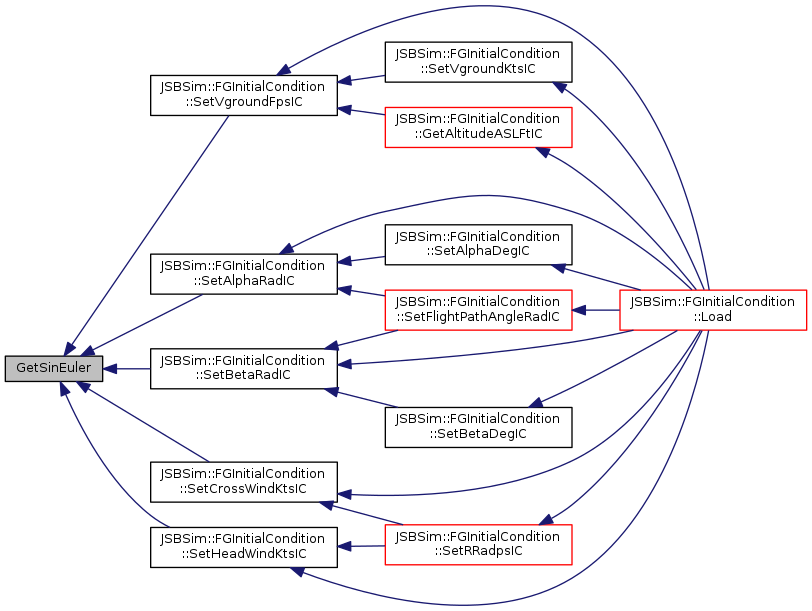 JSBSim::FGInitialCondition
::SetVgroundFpsIC
JSBSim::FGInitialCondition
::SetVgroundKtsIC
JSBSim::FGInitialCondition
::GetAltitudeASLFtIC
JSBSim::FGInitialCondition
::SetAlphaRadIC
JSBSim::FGInitialCondition
::SetAlphaDegIC
JSBSim::FGInitialCondition
::SetFlightPathAngleRadIC
JSBSim::FGInitialCondition
::Load
GetSinEuler
JSBSim::FGInitialCondition
::SetBetaRadIC
JSBSim::FGInitialCondition
::SetBetaDegIC
JSBSim::FGInitialCondition
::SetCrossWindKtsIC
JSBSim::FGInitialCondition
::SetHeadWindKtsIC
JSBSim::FGInitialCondition
::SetRRadpsIC